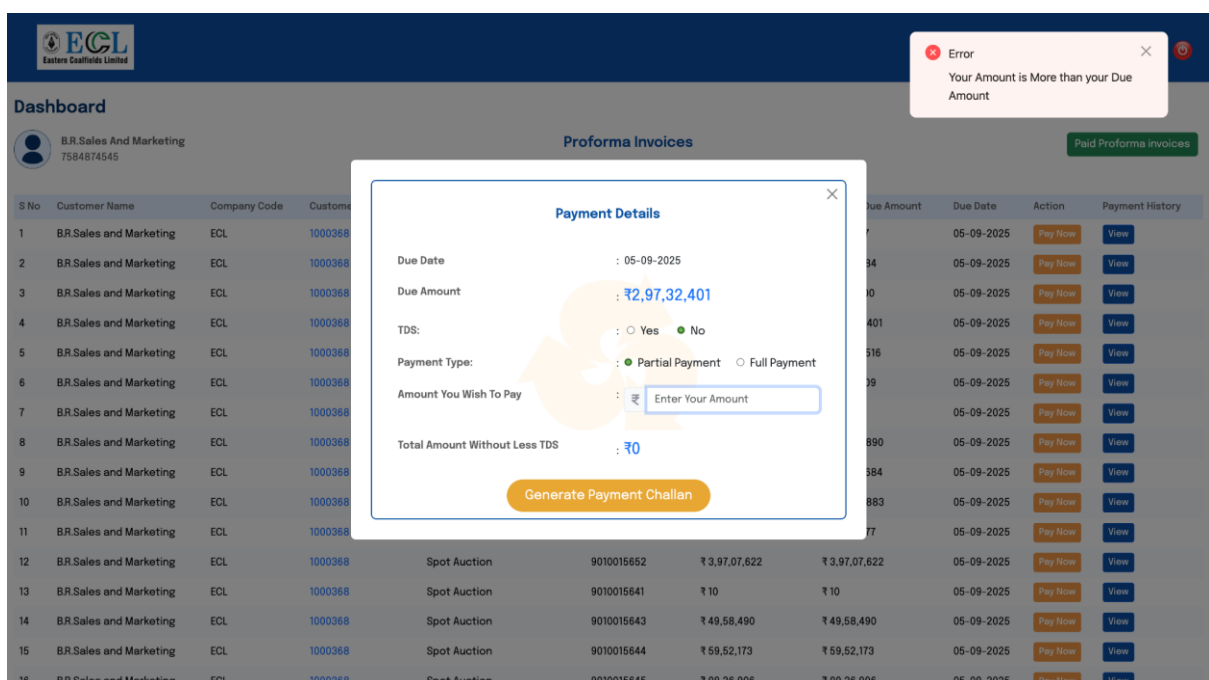 ECL
Eastern Coalfields Limited
Error
Your Amount is More than your Due
Amount
Dashboard
B.R.Sales And Marketing
7584874545
Proforma Invoices
Paid Proforma invoices
S No Customer Name Company Code Custome Due Amount Due Date Action Payment History
1 B.R.Sales and Marketing ECL 1000368 05-09-2025 Pay Now View
2 B.R.Sales and Marketing ECL 1000368 84 05-09-2025 Pay Now View
3 B.R.Sales and Marketing ECL 1000368 05-09-2025 Pay Now View
4 B.R.Sales and Marketing ECL 1000368 401 05-09-2025 Pay Now View
5 B.R.Sales and Marketing ECL 1000368 516 05-09-2025 Pay Now View
6 B.R.Sales and Marketing ECL 1000368 05-09-2025 Pay Now View
7 B.R.Sales and Marketing ECL 1000368 05-09-2025 Pay Now View
8 B.R.Sales and Marketing ECL 1000368 890 05-09-2025 Pay Now View
9 B.R.Sales and Marketing ECL 1000368 05-09-2025 Pay Now View
10 B.R.Sales and Marketing ECL 1000368 883 05-09-2025 Pay Now View
11 B.R.Sales and Marketing ECL 1000368 05-09-2025 Pay Now View
12 B.R.Sales and Marketing ECL 1000368 Spot Auction 9010015652 ₹ 3,97,07,622 ₹ 3,97,07,622 05-09-2025 Pay Now View
13 B.R.Sales and Marketing ECL 1000368 Spot Auction 9010015641 ₹ 10 ₹ 10 05-09-2025 Pay Now View
14 B.R.Sales and Marketing ECL 1000368 Spot Auction 9010015643 ₹ 49,58,490 ₹ 49,58,490 05-09-2025 Pay Now View
15 B.R.Sales and Marketing ECL 1000368 Spot Auction 9010015644 ₹ 59,52,173 ₹ 59,52,173 05-09-2025 Pay Now View
Payment Details
Due Date : 05-09-2025
Due Amount : ₹2,97,32,401
TDS: : Yes No
Payment Type: : Partial Payment Full Payment
Amount You Wish To Pay : ₹ Enter Your Amount
Total Amount Without Less TDS : ₹0
Generate Payment Challan